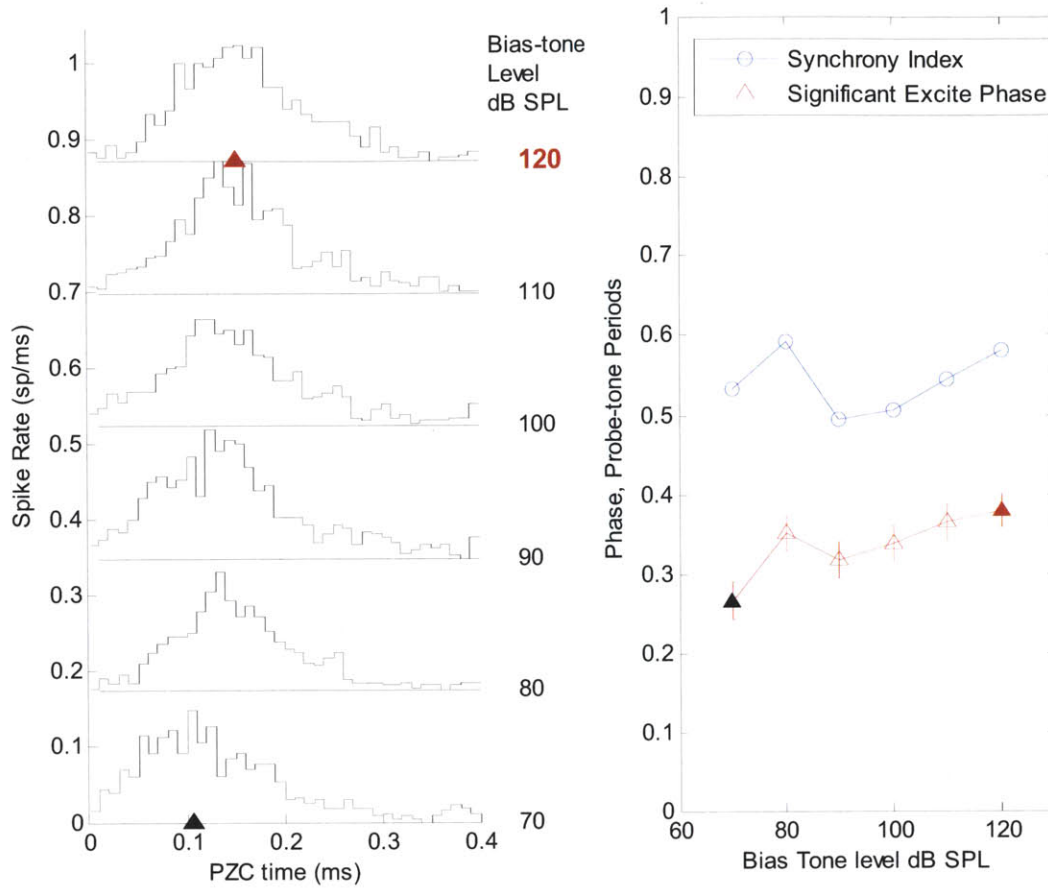 Bias-tone
Level
dB SPL
1
0.9
0.8
0.7
0.6
0.5
0.4
0.3
0.2
0.1
0
120
110
100
90
80
70
Spike Rate (sp/ms)
0 0.1 0.2 0.3 0.4
PZC time (ms)
Synchrony Index
Significant Excite Phase
1
0.9
0.8
0.7
0.6
0.5
0.4
0.3
0.2
0.1
0
Phase, Probe-tone Periods
60 80 100 120
Bias Tone level dB SPL